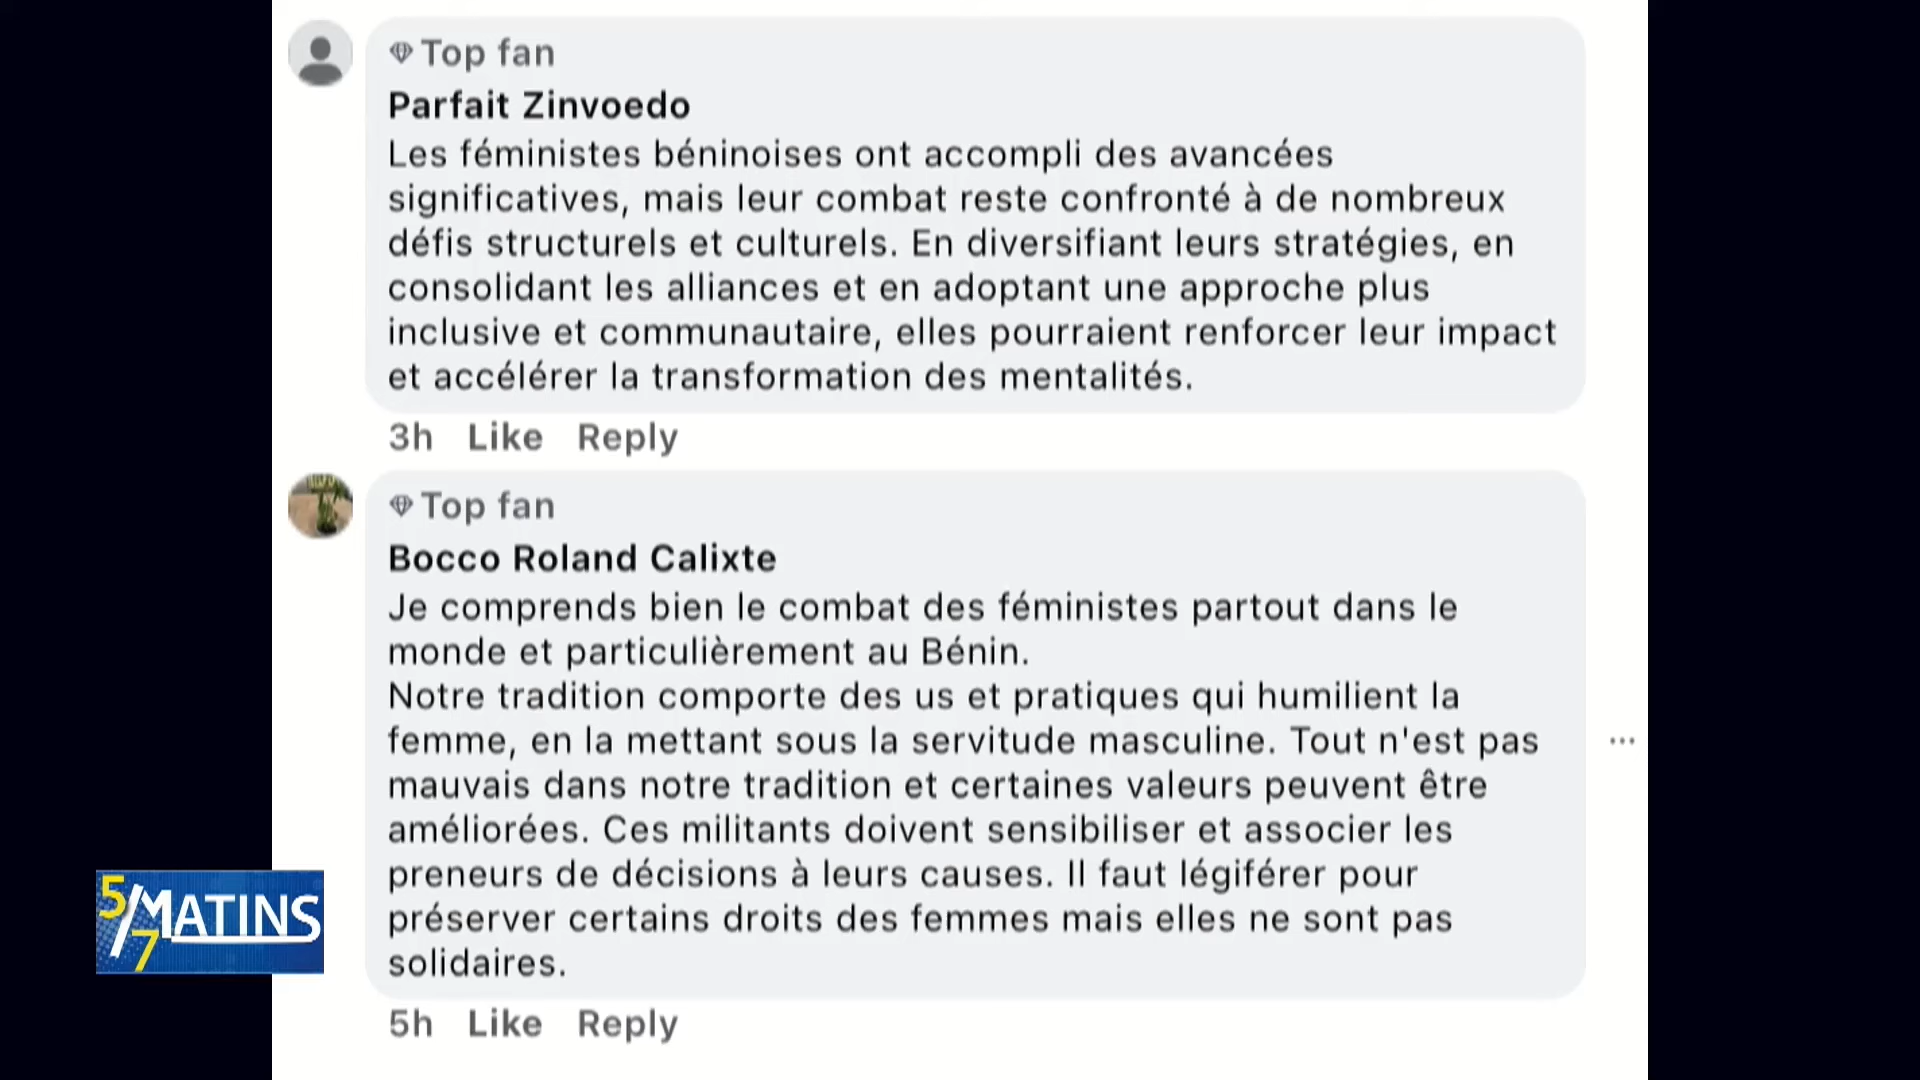 Top fan
Parfait Zinvoedo
Les féministes béninoises ont accompli des avancées
significatives, mais leur combat reste confronté à de nombreux
défis structurels et culturels. En diversifiant leurs stratégies, en
consolidant les alliances et en adoptant une approche plus
inclusive et communautaire, elles pourraient renforcer leur impact
et accélérer la transformation des mentalités.
3h Like Reply
Top fan
Bocco Roland Calixte
Je comprends bien le combat des féministes partout dans le
monde et particulièrement au Bénin.
Notre tradition comporte des us et pratiques qui humilient la
femme, en la mettant sous la servitude masculine. Tout n'est pas
mauvais dans notre tradition et certaines valeurs peuvent être
améliorées. Ces militants doivent sensibiliser et associer les
preneurs de décisions à leurs causes. Il faut légiférer pour
préserver certains droits des femmes mais elles ne sont pas
solidaires.
5h Like Reply
5/7 MATINS